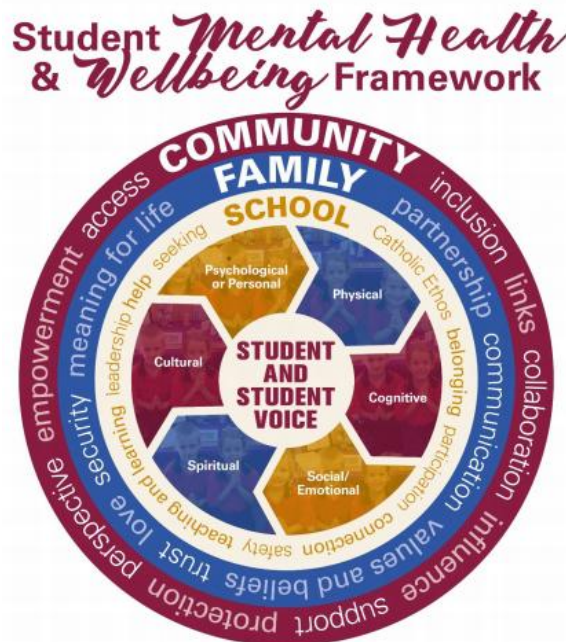 Student Mental Health
& Wellbeing Framework
COMMUNITY
inclusion links collaboration influence support protection perspective empowerment access
FAMILY
partnership communication values and beliefs trust love security meaning for life
SCHOOL
Catholic Ethos belonging participation connection safety teaching and learning leadership help seeking
Psychological
or Personal
Physical
Cultural
STUDENT
AND
STUDENT
VOICE
Cognitive
Spiritual
Social/
Emotional